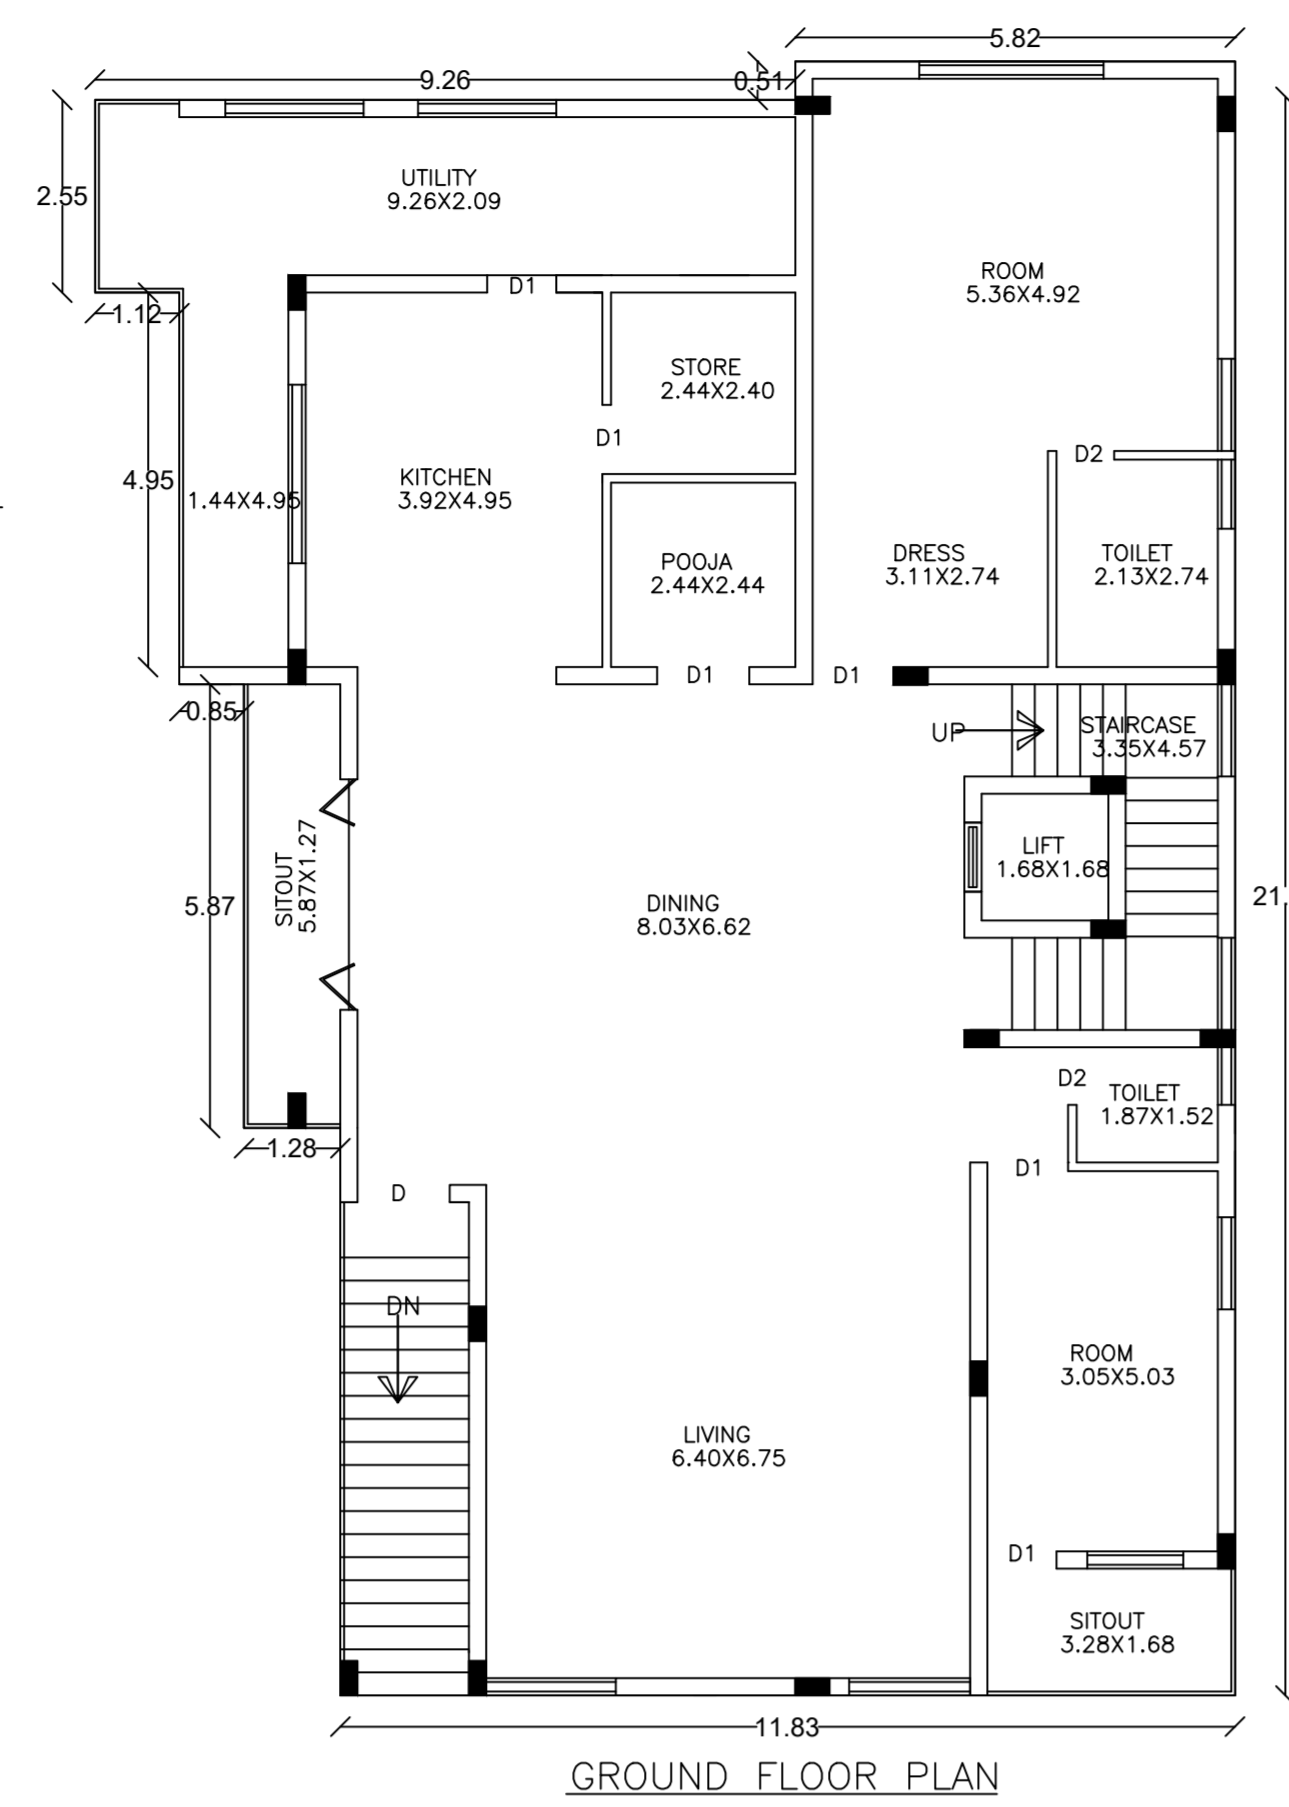 5.82
9.26
0.51
UTILITY
9.26X2.09
2.55
ROOM
5.36X4.92
D1
1.12
STORE
2.44X2.40
D1
D2
KITCHEN
3.92X4.95
4.95
1.44X4.95
DRESS
3.11X2.74
TOILET
2.13X2.74
POOJA
2.44X2.44
D1
D1
0.85
UP
STAIRCASE
3.35X4.57
LIFT
1.68X1.68
SITOUT
5.87X1.27
5.87
DINING
8.03X6.62
21.
D2
TOILET
1.87X1.52
1.28
D1
D
DN
ROOM
3.05X5.03
LIVING
6.40X6.75
D1
SITOUT
3.28X1.68
11.83
GROUND FLOOR PLAN